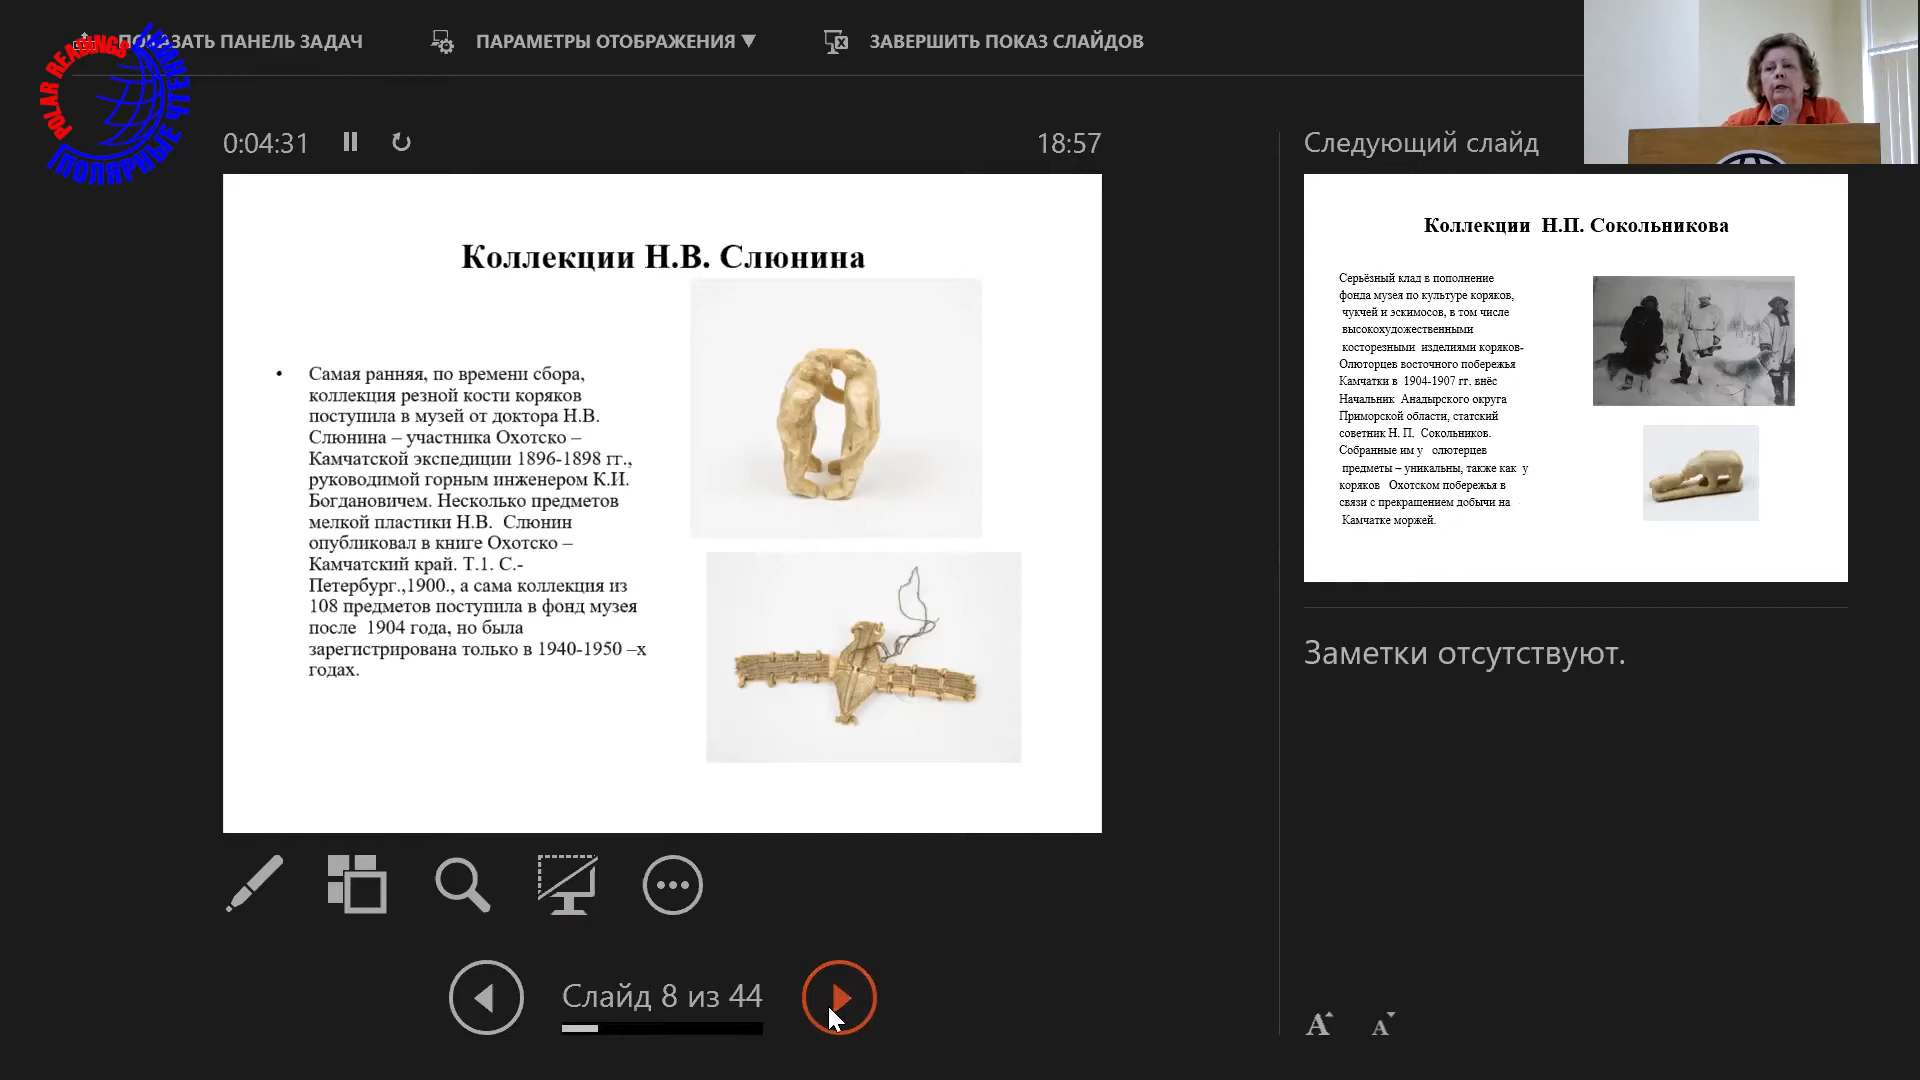 ПОКАЗАТЬ ПАНЕЛЬ ЗАДАЧ
ПАРАМЕТРЫ ОТОБРАЖЕНИЯ ▼
ЗАВЕРШИТЬ ПОКАЗ СЛАЙДОВ
POLAR READINGS
ПОЛЯРНЫЕ ЧТЕНИЯ
0:04:31
18:57
Следующий слайд
Коллекции Н.В. Слюнина
• Самая ранняя, по времени сбора,
коллекция резной кости коряков
поступила в музей от доктора Н.В.
Слюнина – участника Охотско –
Камчатской экспедиции 1896-1898 гг.,
руководимой горным инженером К.И.
Богдановичем. Несколько предметов
мелкой пластики Н.В. Слюнин
опубликовал в книге Охотско –
Камчатский край. Т.1. С.-
Петербург.,1900., а сама коллекция из
108 предметов поступила в фонд музея
после 1904 года, но была
зарегистрирована только в 1940-1950 –х
годах.
Коллекции Н.П. Сокольникова
Серьёзный клад в пополнение
фонда музея по культуре коряков,
чукчей и эскимосов, в том числе
высокохудожественными
косторезными изделиями коряков-
Олюторцев восточного побережья
Камчатки в 1904-1907 гг. внёс
Начальник Анадырского округа
Приморской области, статский
советник Н. П. Сокольников.
Собранные им у олютерцев
предметы – уникальны, также как у
коряков Охотском побережья в
связи с прекращением добычи на
Камчатке моржей.
Заметки отсутствуют.
Слайд 8 из 44
A A